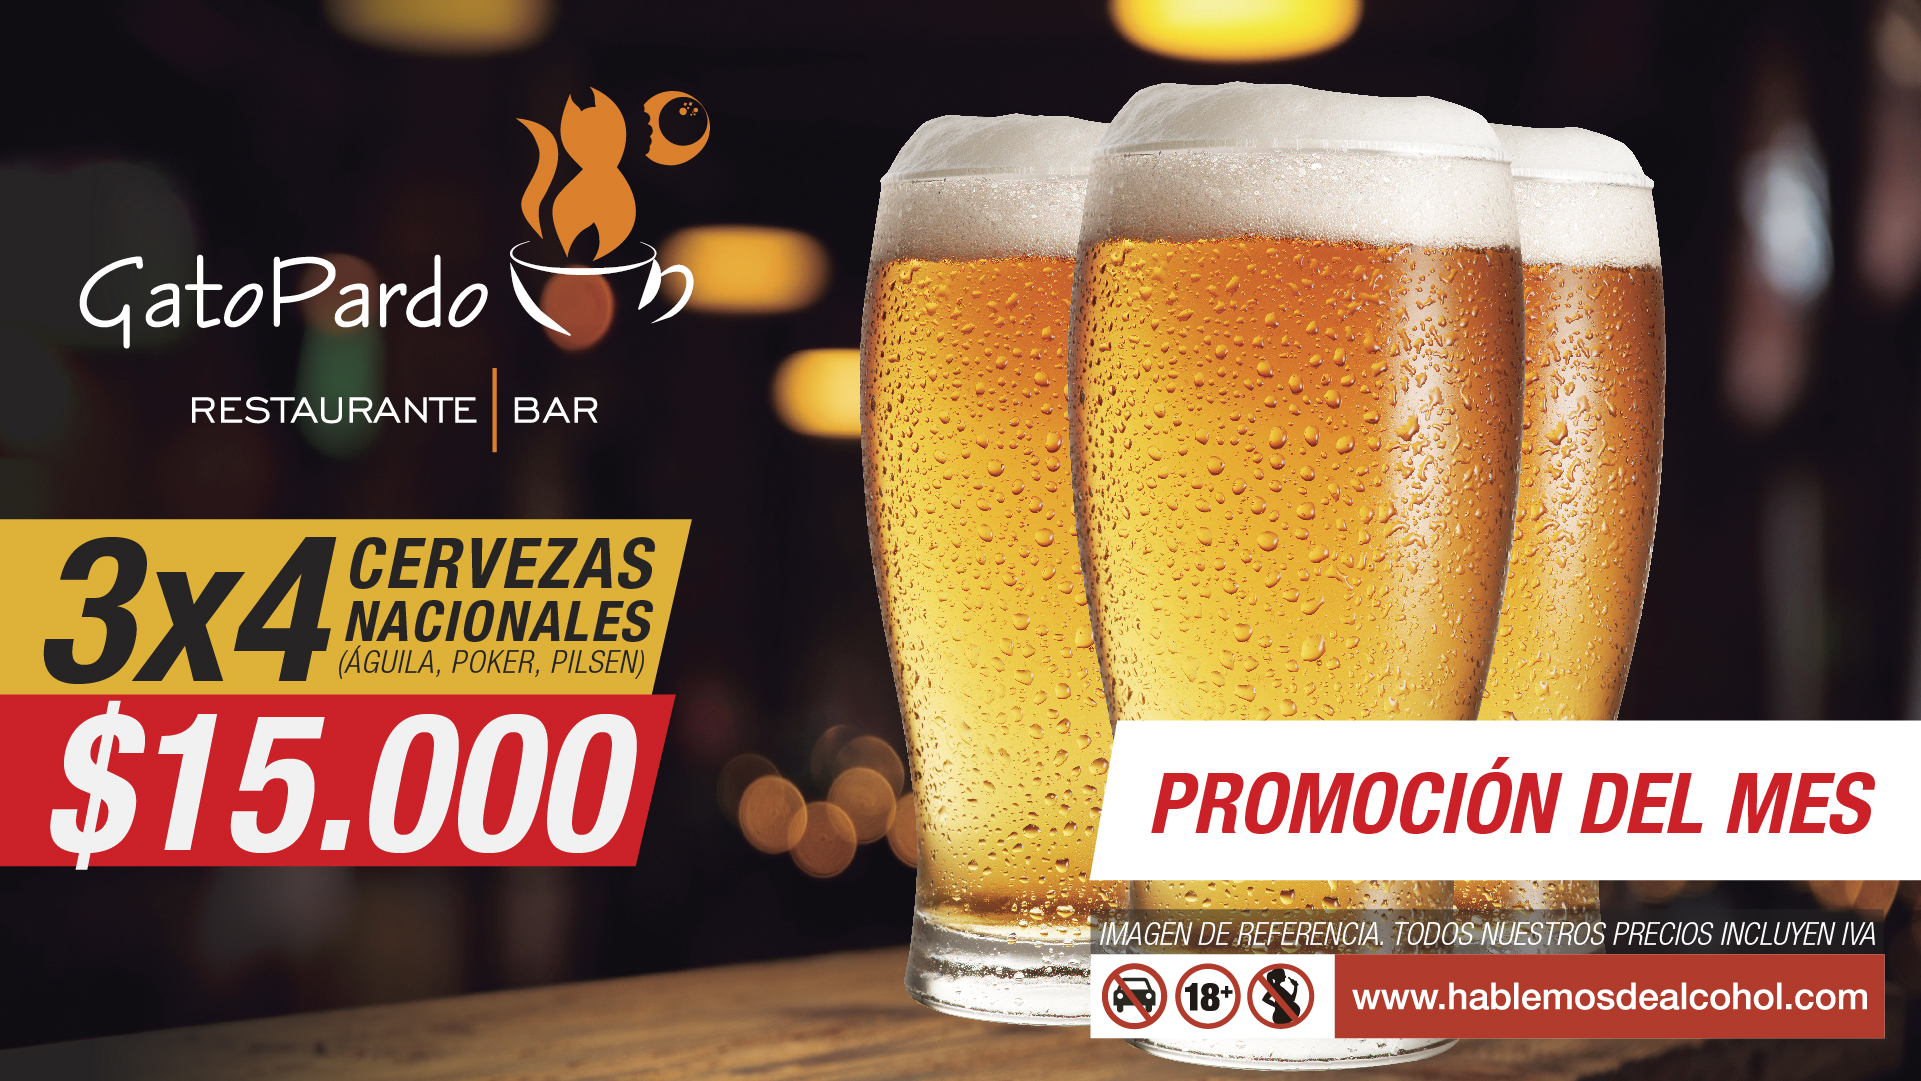 GatoPardo
RESTAURANTE | BAR
3x4 CERVEZAS
NACIONALES
(ÁGUILA, POKER, PILSEN)
$15.000
PROMOCIÓN DEL MES
IMAGEN DE REFERENCIA. TODOS NUESTROS PRECIOS INCLUYEN IVA
18+
www.hablemosdealcohol.com